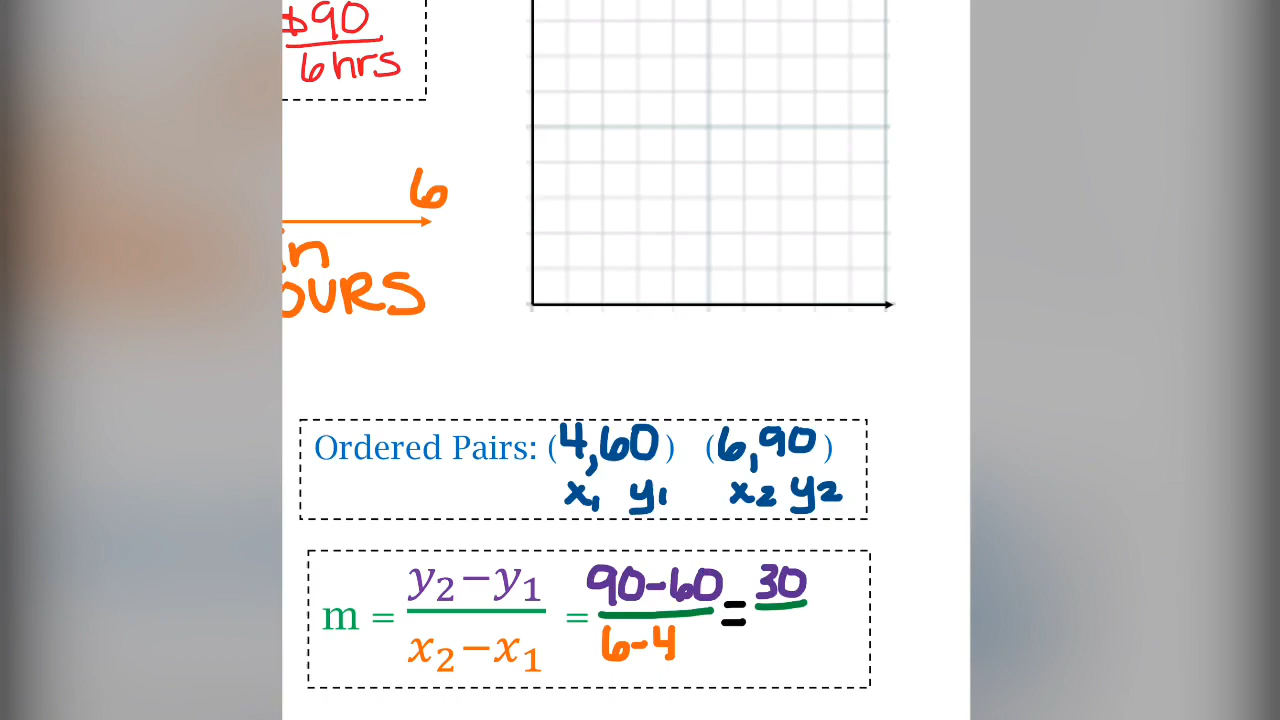 $90
6 hrs
6
in
OURS
Ordered Pairs: (4,60) (6,90)
x₁ y₁ x₂ y₂
m = y₂−y₁ / x₂−x₁ = 90-60 / 6-4 = 30